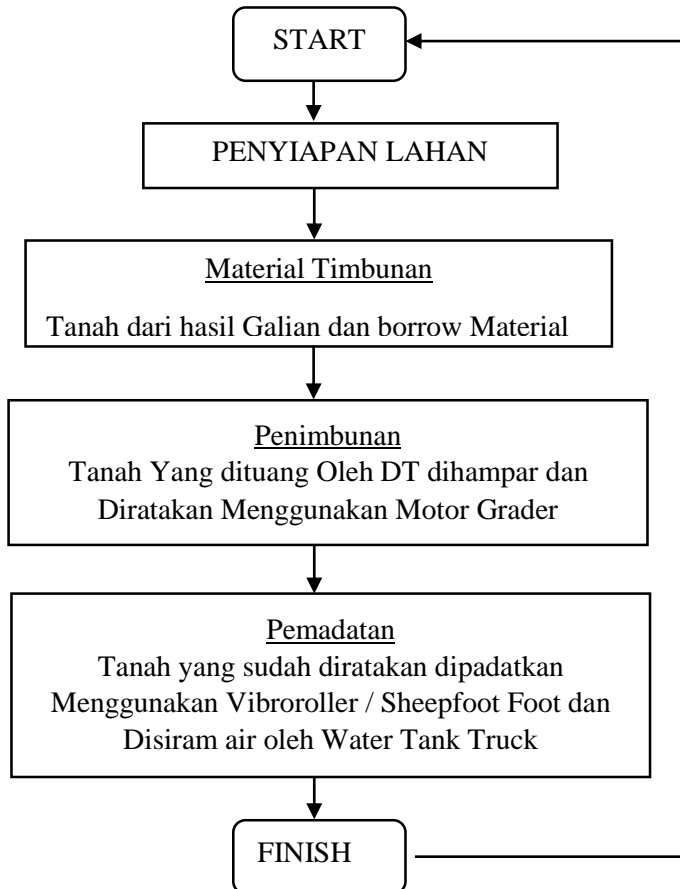 START
PENYIAPAN LAHAN
Material Timbunan
Tanah dari hasil Galian dan borrow Material
Penimbunan
Tanah Yang dituang Oleh DT dihampar dan
Diratakan Menggunakan Motor Grader
Pemadatan
Tanah yang sudah diratakan dipadatkan
Menggunakan Vibroroller / Sheepfoot Foot dan
Disiram air oleh Water Tank Truck
FINISH